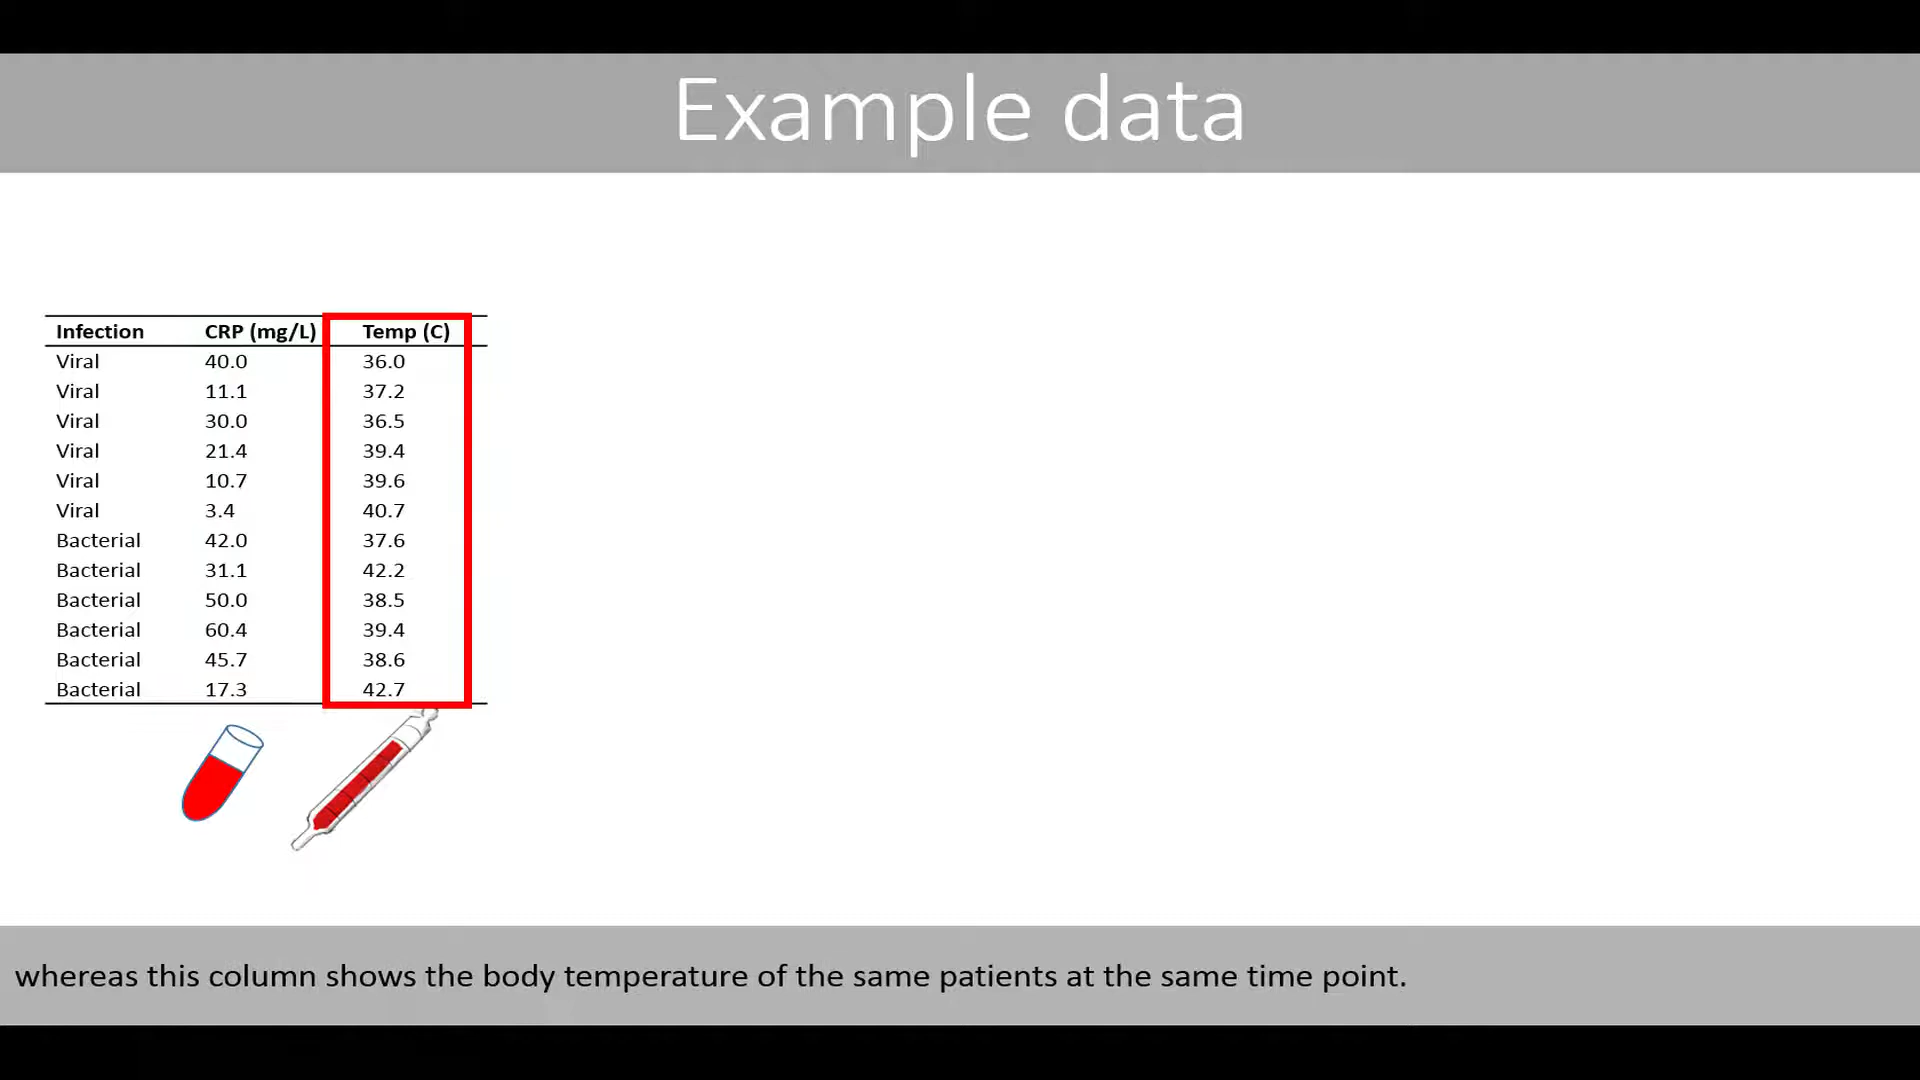 Example data
Infection CRP (mg/L) Temp (C)
Viral 40.0 36.0
Viral 11.1 37.2
Viral 30.0 36.5
Viral 21.4 39.4
Viral 10.7 39.6
Viral 3.4 40.7
Bacterial 42.0 37.6
Bacterial 31.1 42.2
Bacterial 50.0 38.5
Bacterial 60.4 39.4
Bacterial 45.7 38.6
Bacterial 17.3 42.7
whereas this column shows the body temperature of the same patients at the same time point.